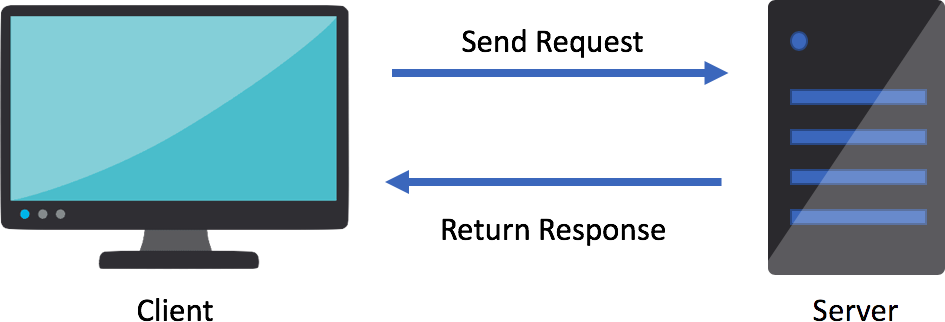 Send Request
Return Response
Client
Server